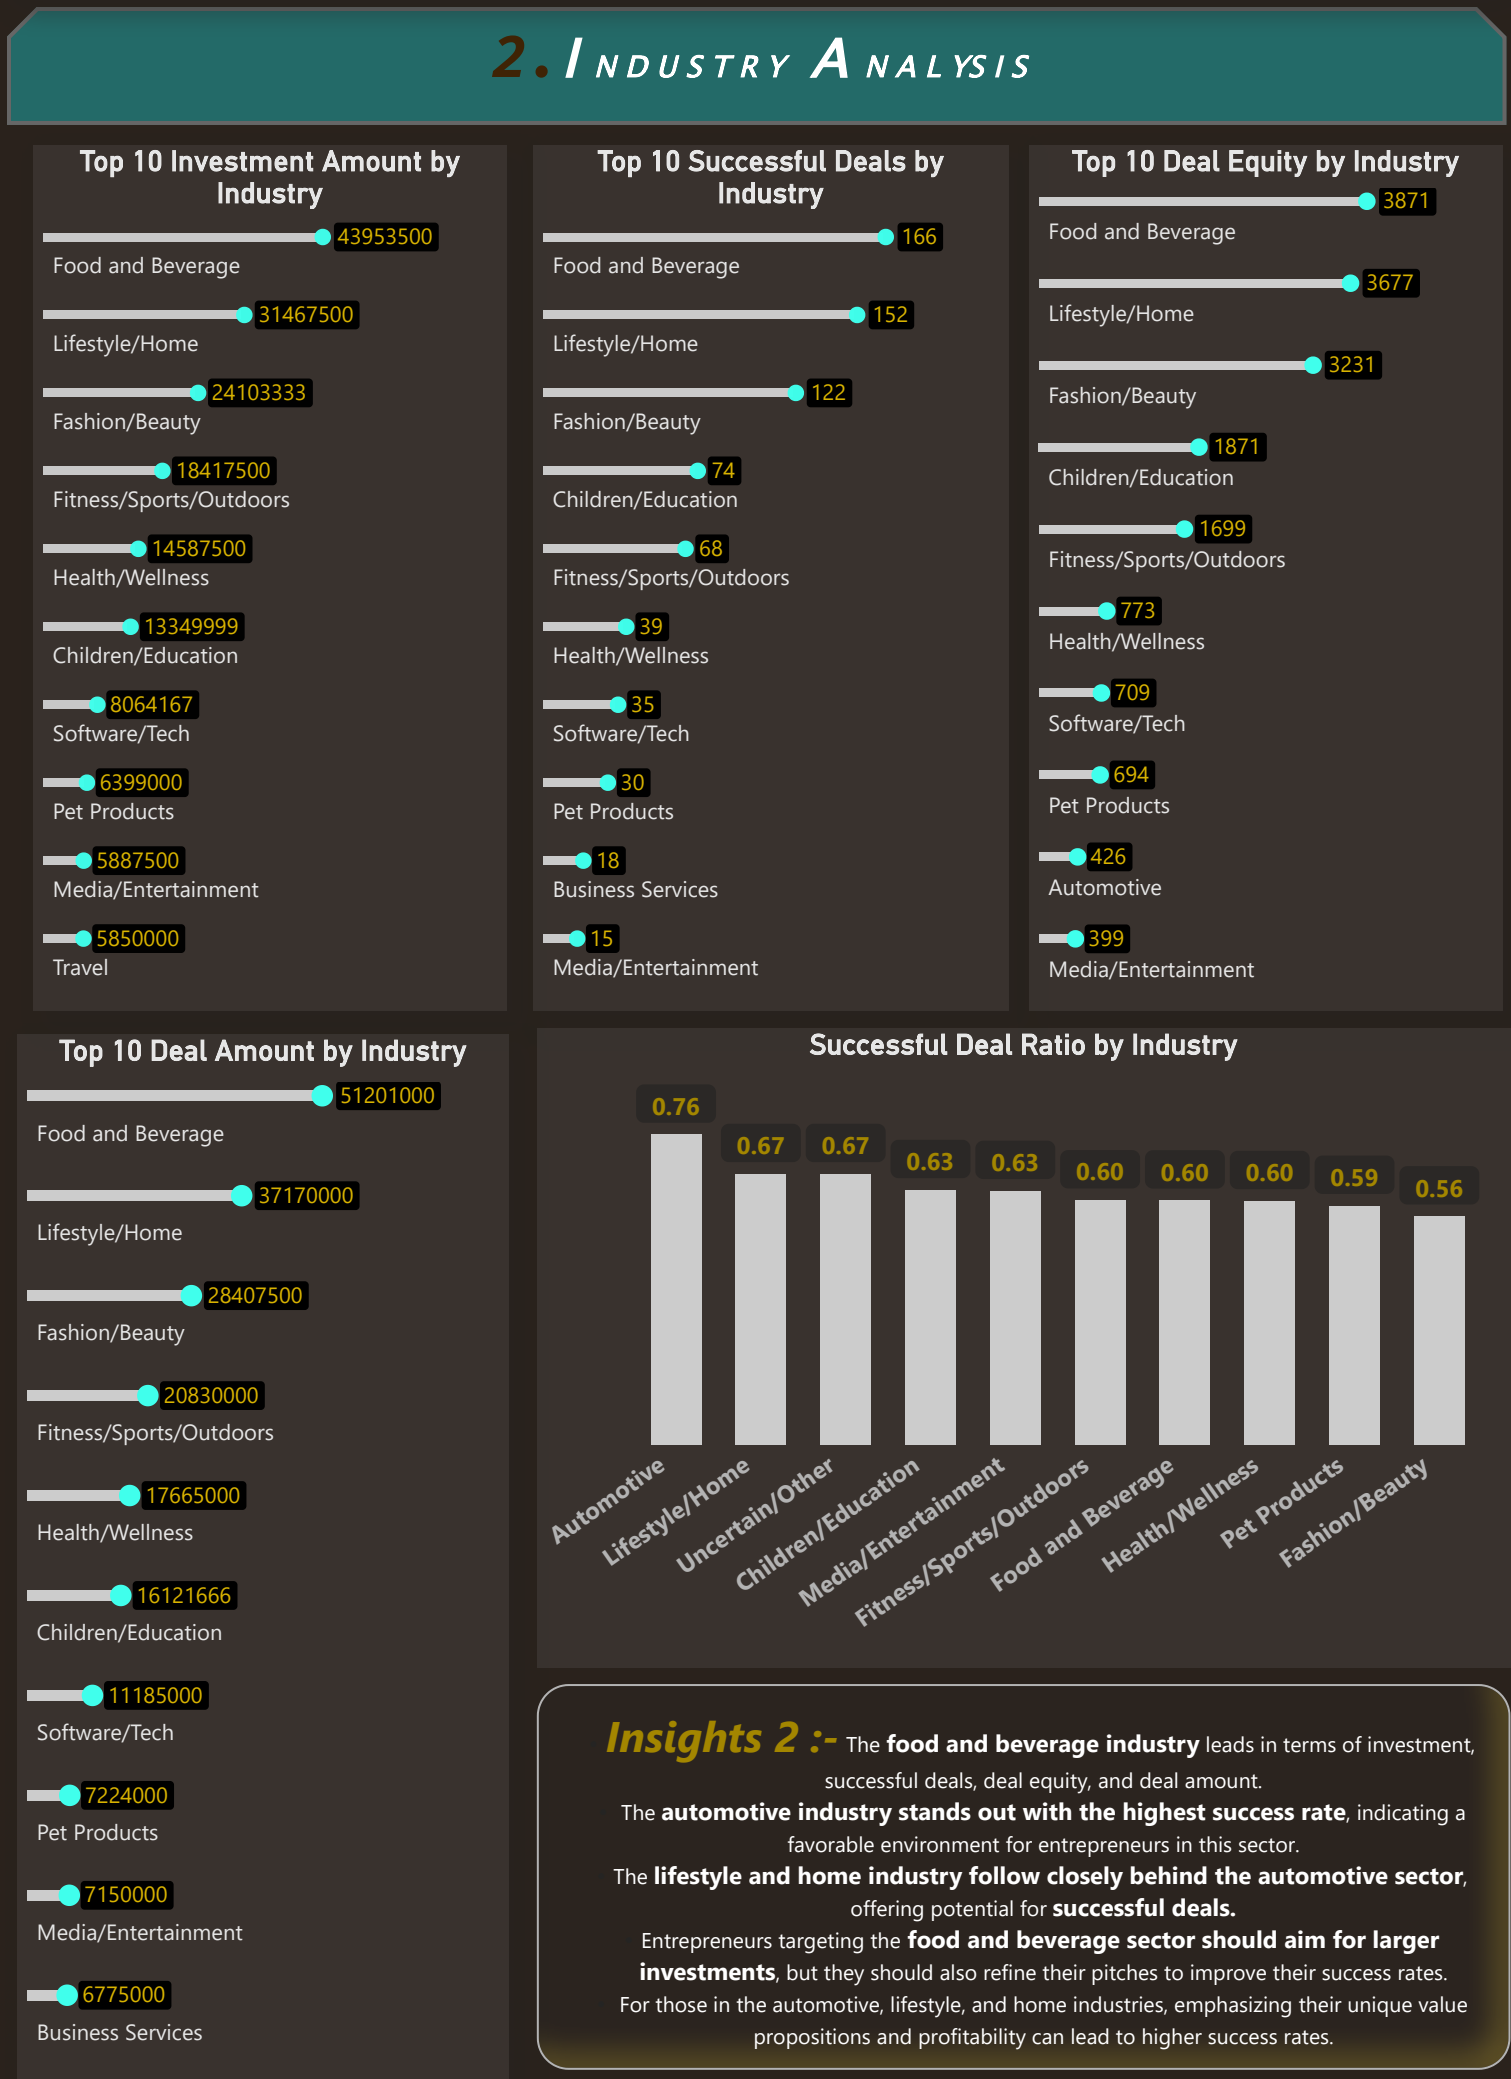 2. Industry Analysis
Top 10 Investment Amount by
Industry
43953500
Food and Beverage
31467500
Lifestyle/Home
24103333
Fashion/Beauty
18417500
Fitness/Sports/Outdoors
14587500
Health/Wellness
13349999
Children/Education
8064167
Software/Tech
6399000
Pet Products
5887500
Media/Entertainment
5850000
Travel
Top 10 Successful Deals by
Industry
166
Food and Beverage
152
Lifestyle/Home
122
Fashion/Beauty
74
Children/Education
68
Fitness/Sports/Outdoors
39
Health/Wellness
35
Software/Tech
30
Pet Products
18
Business Services
15
Media/Entertainment
Top 10 Deal Equity by Industry
3871
Food and Beverage
3677
Lifestyle/Home
3231
Fashion/Beauty
1871
Children/Education
1699
Fitness/Sports/Outdoors
773
Health/Wellness
709
Software/Tech
694
Pet Products
426
Automotive
399
Media/Entertainment
Top 10 Deal Amount by Industry
51201000
Food and Beverage
37170000
Lifestyle/Home
28407500
Fashion/Beauty
20830000
Fitness/Sports/Outdoors
17665000
Health/Wellness
16121666
Children/Education
11185000
Software/Tech
7224000
Pet Products
7150000
Media/Entertainment
6775000
Business Services
Successful Deal Ratio by Industry
0.76
0.67
0.67
0.63
0.63
0.60
0.60
0.60
0.59
0.56
Automotive
Lifestyle/Home
Uncertain/Other
Children/Education
Media/Entertainment
Fitness/Sports/Outdoors
Food and Beverage
Health/Wellness
Pet Products
Fashion/Beauty
Insights 2 :- The food and beverage industry leads in terms of investment,
successful deals, deal equity, and deal amount.
The automotive industry stands out with the highest success rate, indicating a
favorable environment for entrepreneurs in this sector.
The lifestyle and home industry follow closely behind the automotive sector,
offering potential for successful deals.
Entrepreneurs targeting the food and beverage sector should aim for larger
investments, but they should also refine their pitches to improve their success rates.
For those in the automotive, lifestyle, and home industries, emphasizing their unique value
propositions and profitability can lead to higher success rates.